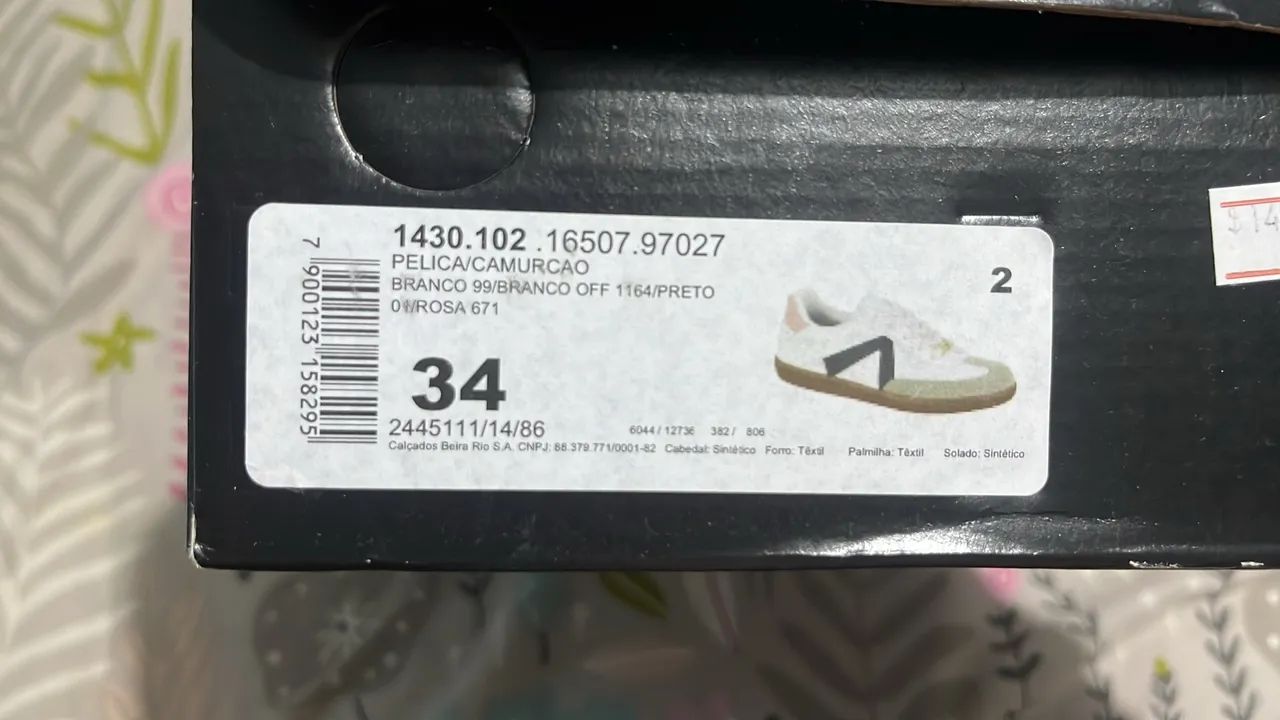 1430.102 .16507.97027
PELICA/CAMURCAO
BRANCO 99/BRANCO OFF 1164/PRETO
01/ROSA 671
2
34
2445111/14/86
6044 / 12736 382 / 806
Calçados Beira Rio S.A. CNPJ: 88.379.771/0001-82 Cabedal: Sintético Forro: Têxtil Palmilha: Têxtil Solado: Sintético
7 900123 158295